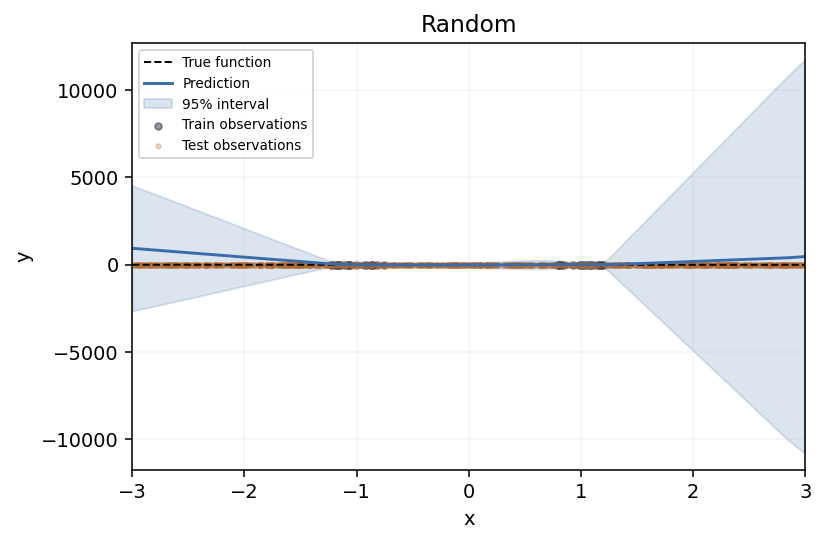 Random
True function
Prediction
95% interval
Train observations
Test observations
10000
5000
0
−5000
−10000
y
−3
−2
−1
0
1
2
3
x